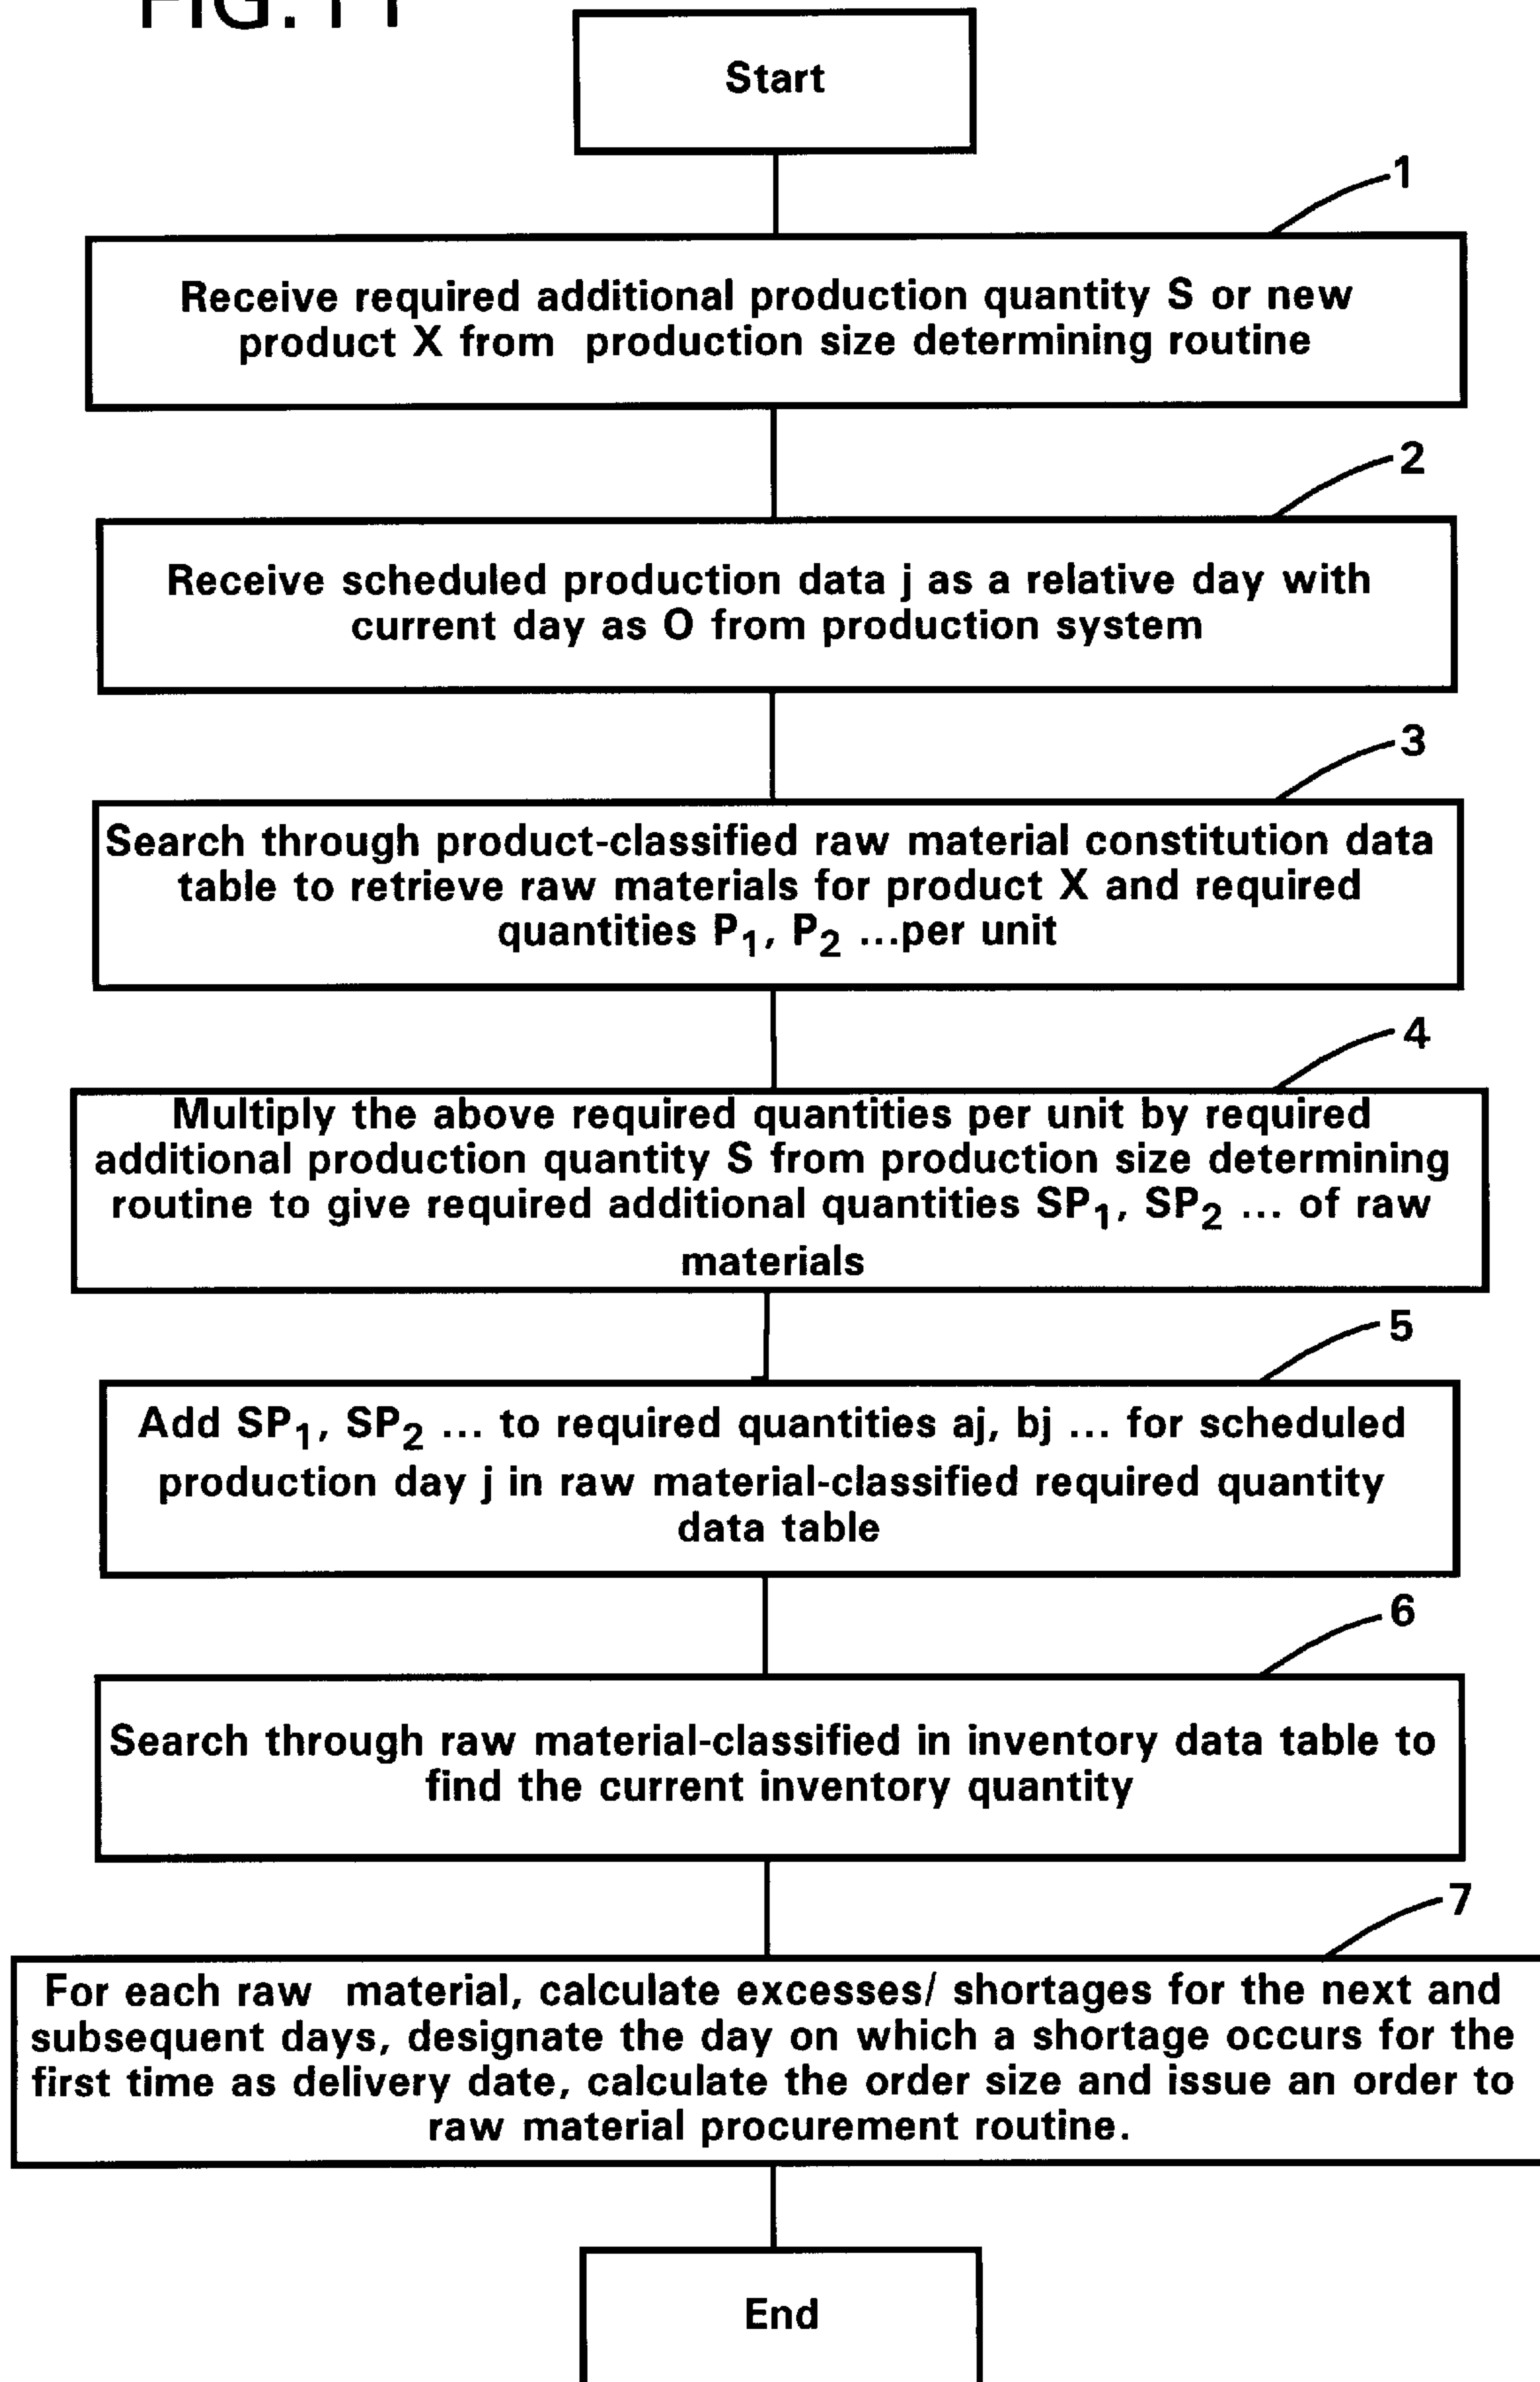 FIG. 11
Start
1
Receive required additional production quantity S or new
product X from production size determining routine
2
Receive scheduled production data j as a relative day with
current day as O from production system
3
Search through product-classified raw material constitution data
table to retrieve raw materials for product X and required
quantities P₁, P₂ ...per unit
4
Multiply the above required quantities per unit by required
additional production quantity S from production size determining
routine to give required additional quantities SP₁, SP₂ ... of raw
materials
5
Add SP₁, SP₂ ... to required quantities aj, bj ... for scheduled
production day j in raw material-classified required quantity
data table
6
Search through raw material-classified in inventory data table to
find the current inventory quantity
7
For each raw material, calculate excesses/ shortages for the next and
subsequent days, designate the day on which a shortage occurs for the
first time as delivery date, calculate the order size and issue an order to
raw material procurement routine.
End